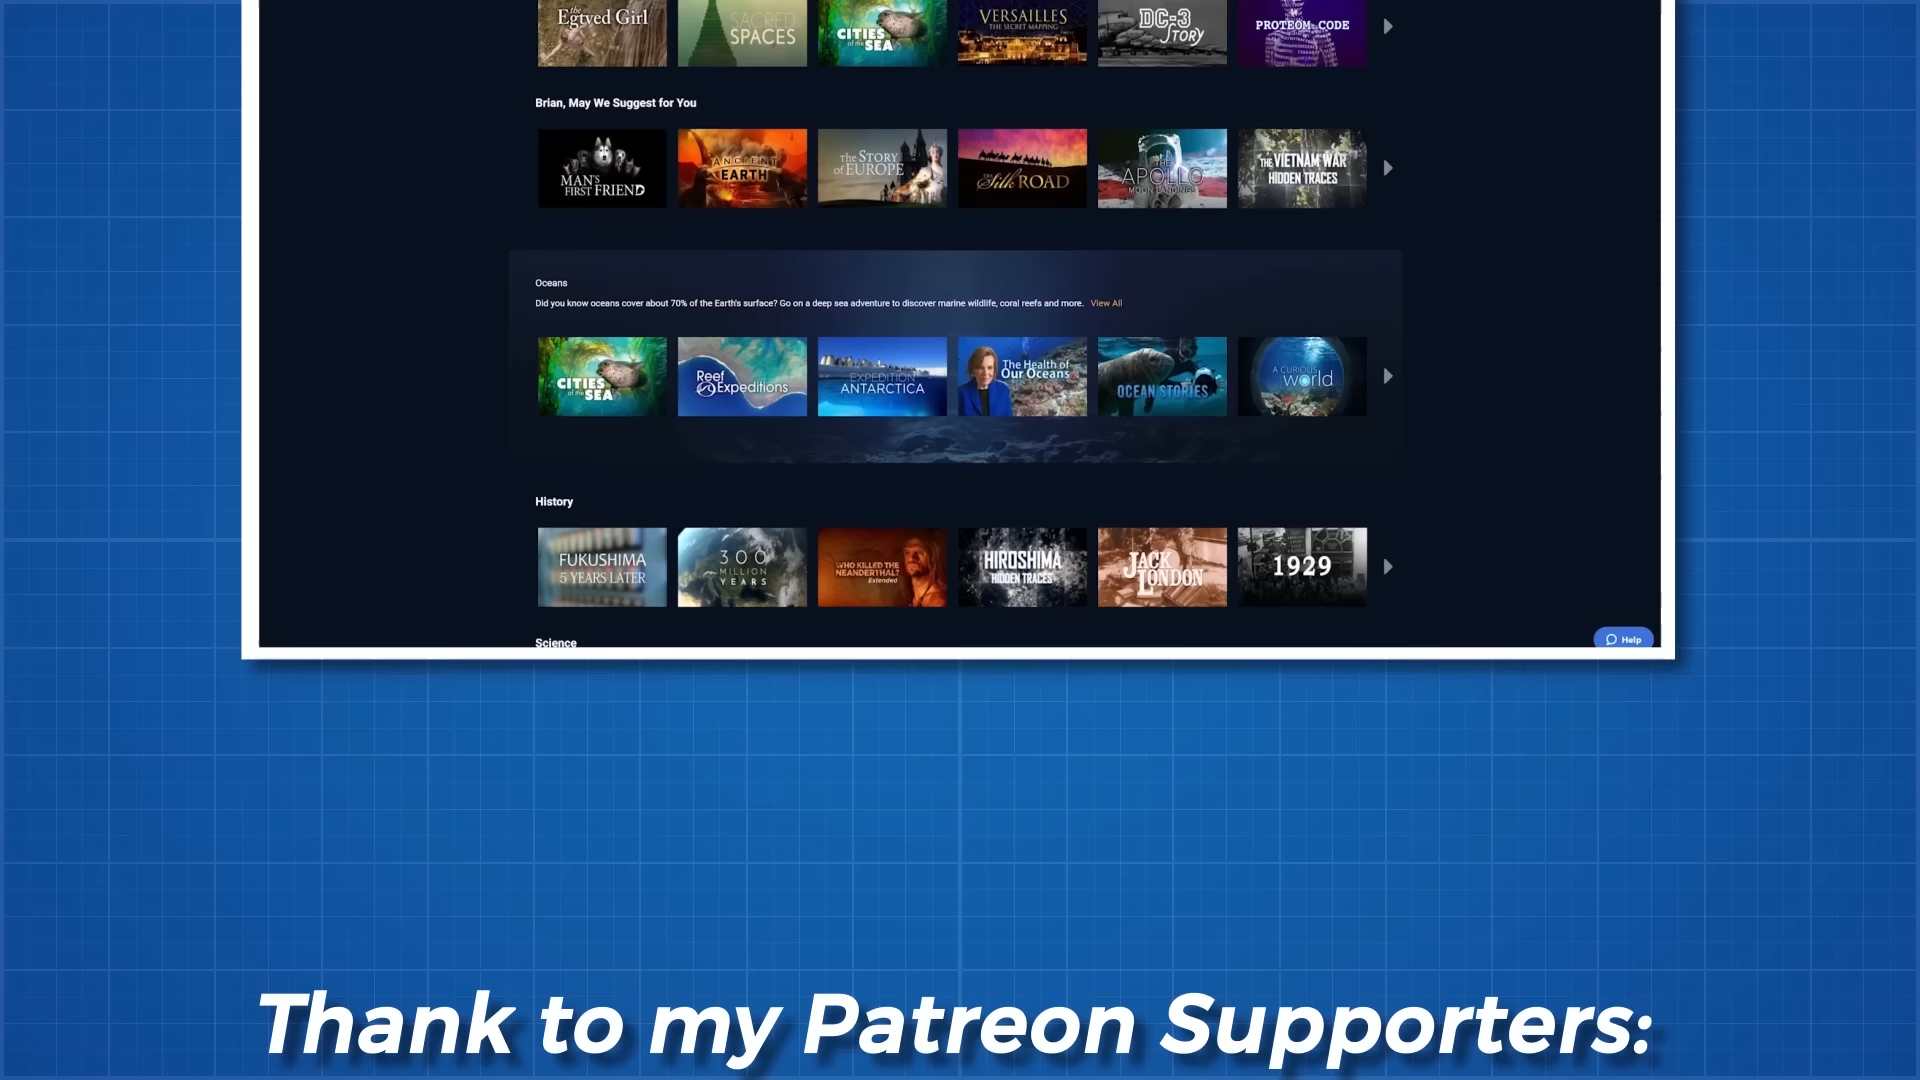 the
Egtved Girl
SACRED
SPACES
CITIES
of the SEA
VERSAILLES
THE SECRET MAPPING
DC-3
STORY
PROTEOM CODE
Brian, May We Suggest for You
MAN'S
FIRST FRIEND
ANCIENT
EARTH
the STORY
of EUROPE
THE Silk ROAD
THE
APOLLO
MOON LANDINGS
THE VIETNAM WAR
HIDDEN TRACES
Oceans
Did you know oceans cover about 70% of the Earth's surface? Go on a deep sea adventure to discover marine wildlife, coral reefs and more. View All
CITIES
of the SEA
Reef
Expeditions
EXPEDITION
ANTARCTICA
The Health of
Our Oceans
OCEAN STORIES
A CURIOUS
world
History
FUKUSHIMA
5 YEARS LATER
300
MILLION
YEARS
WHO KILLED THE
NEANDERTHAL?
Extended
HIROSHIMA
HIDDEN TRACES
JACK
LONDON
1929
Science
Help
Thank to my Patreon Supporters: